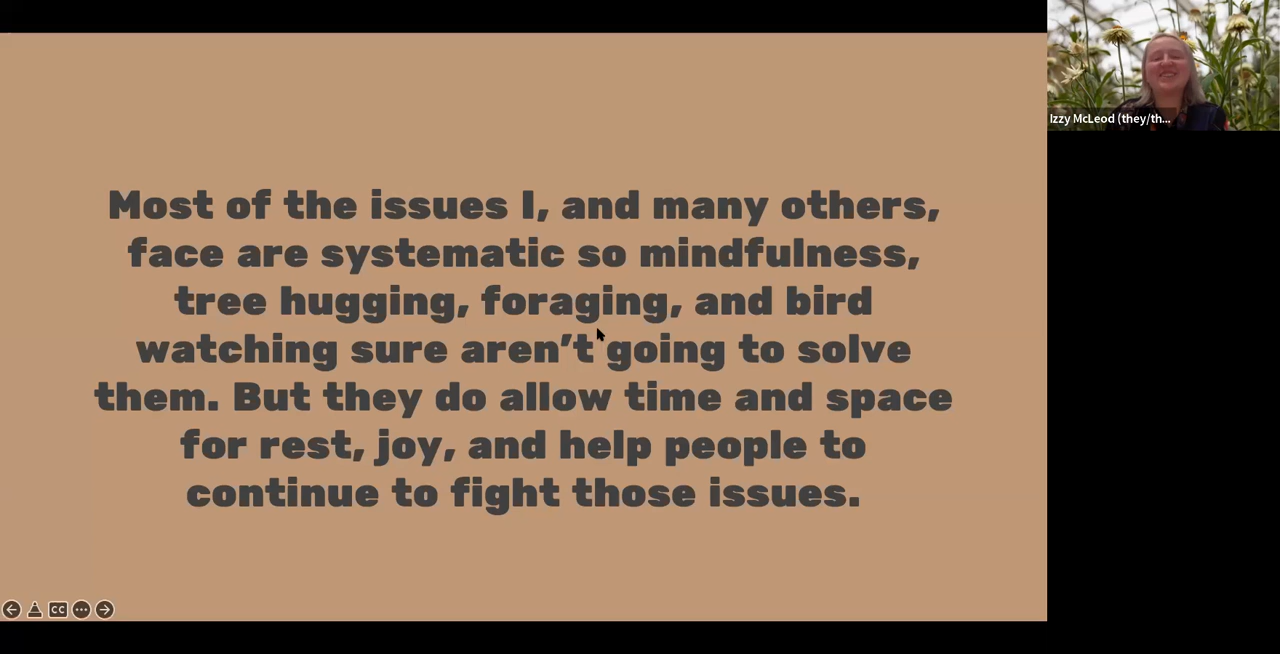 Most of the issues I, and many others,
face are systematic so mindfulness,
tree hugging, foraging, and bird
watching sure aren’t going to solve
them. But they do allow time and space
for rest, joy, and help people to
continue to fight those issues.
Izzy McLeod (they/th...
CC